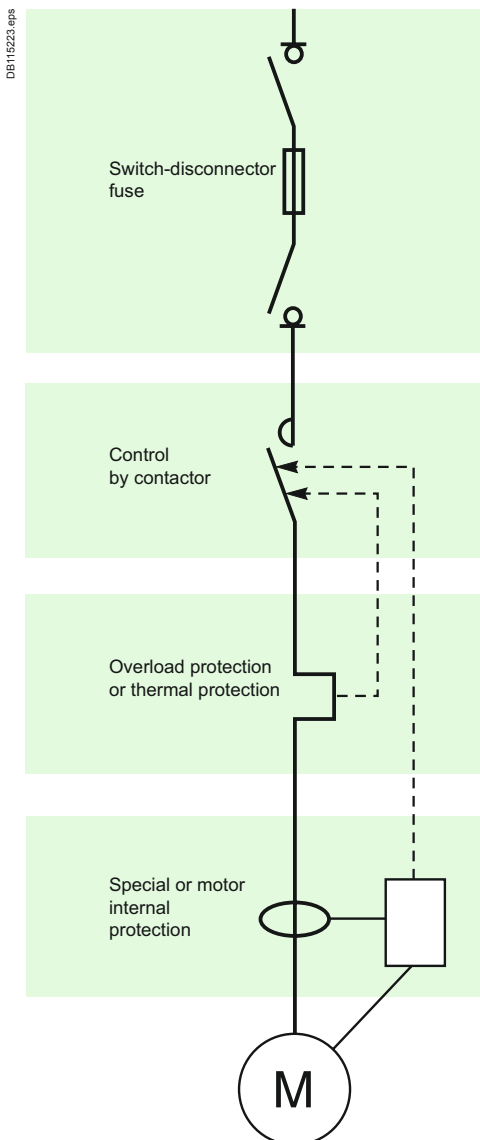 DB115223.eps
Switch-disconnector
fuse
Control
by contactor
Overload protection
or thermal protection
Special or motor
internal
protection
M